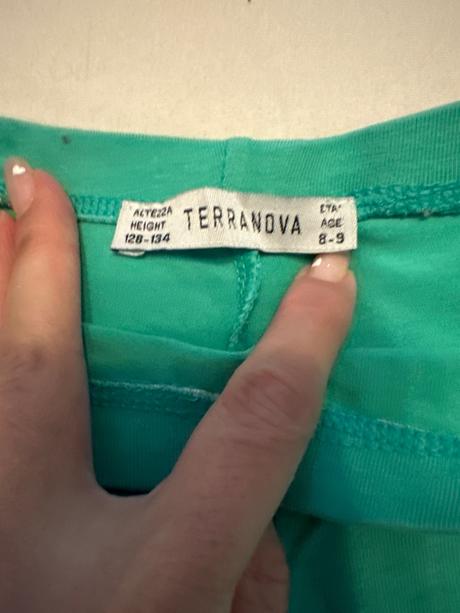 ALTEZZA
HEIGHT
128-134
TERRANOVA
ETA'
AGE
8-9